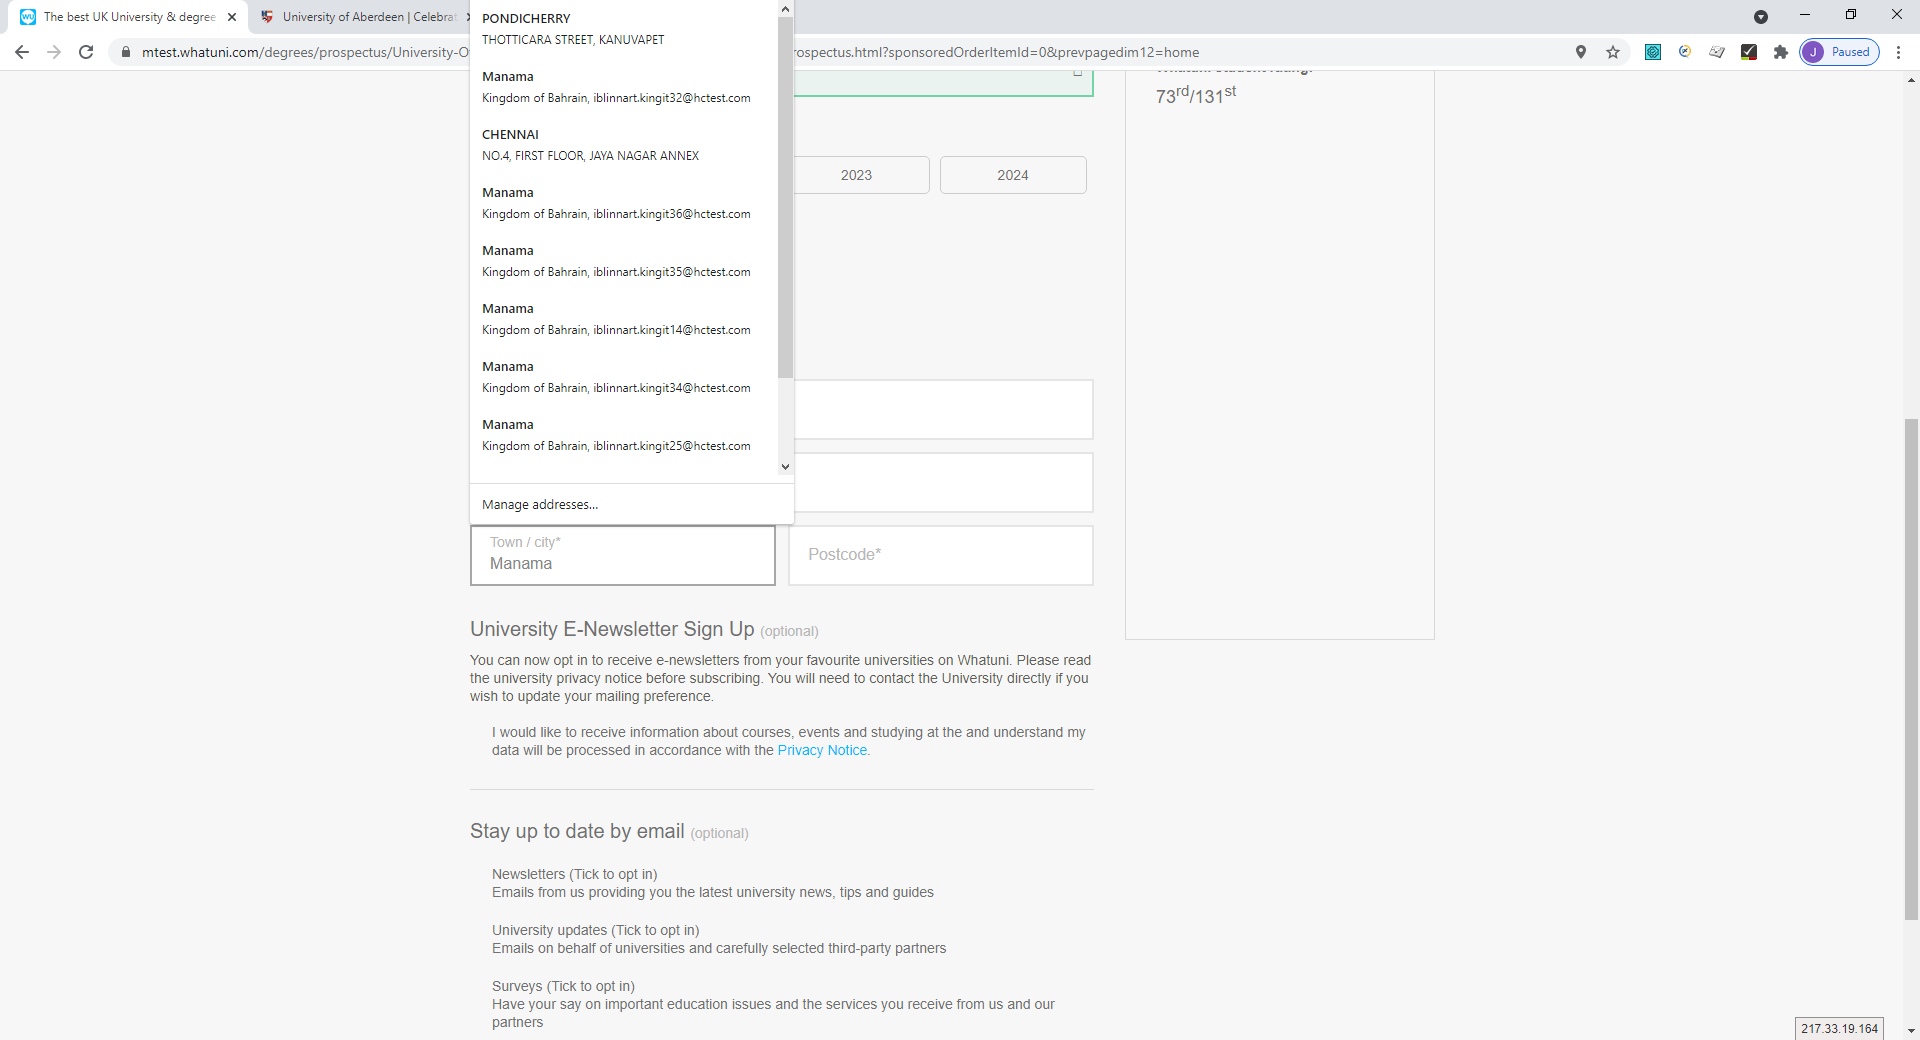 The best UK University & degree
University of Aberdeen | Celebrat
mtest.whatuni.com/degrees/prospectus/University-O
rospectus.html?sponsoredOrderItemId=0&prevpagedim12=home
J Paused
PONDICHERRY
THOTTICARA STREET, KANUVAPET
Manama
Kingdom of Bahrain, iblinnart.kingit32@hctest.com
CHENNAI
NO.4, FIRST FLOOR, JAYA NAGAR ANNEX
Manama
Kingdom of Bahrain, iblinnart.kingit36@hctest.com
Manama
Kingdom of Bahrain, iblinnart.kingit35@hctest.com
Manama
Kingdom of Bahrain, iblinnart.kingit14@hctest.com
Manama
Kingdom of Bahrain, iblinnart.kingit34@hctest.com
Manama
Kingdom of Bahrain, iblinnart.kingit25@hctest.com
Manage addresses...
73rd/131st
2023
2024
Town / city*
Manama
Postcode*
University E-Newsletter Sign Up (optional)
You can now opt in to receive e-newsletters from your favourite universities on Whatuni. Please read
the university privacy notice before subscribing. You will need to contact the University directly if you
wish to update your mailing preference.
I would like to receive information about courses, events and studying at the and understand my
data will be processed in accordance with the Privacy Notice.
Stay up to date by email (optional)
Newsletters (Tick to opt in)
Emails from us providing you the latest university news, tips and guides
University updates (Tick to opt in)
Emails on behalf of universities and carefully selected third-party partners
Surveys (Tick to opt in)
Have your say on important education issues and the services you receive from us and our
partners
217.33.19.164